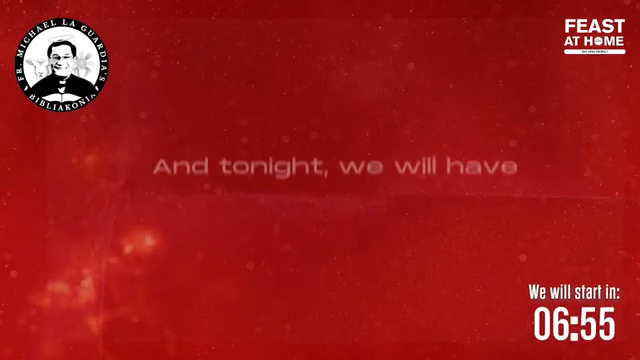 FR. MICHAEL LA GUARDIA'S
BIBLIAKONIA
FEAST
AT HOME
And tonight, we will have
We will start in:
06:55